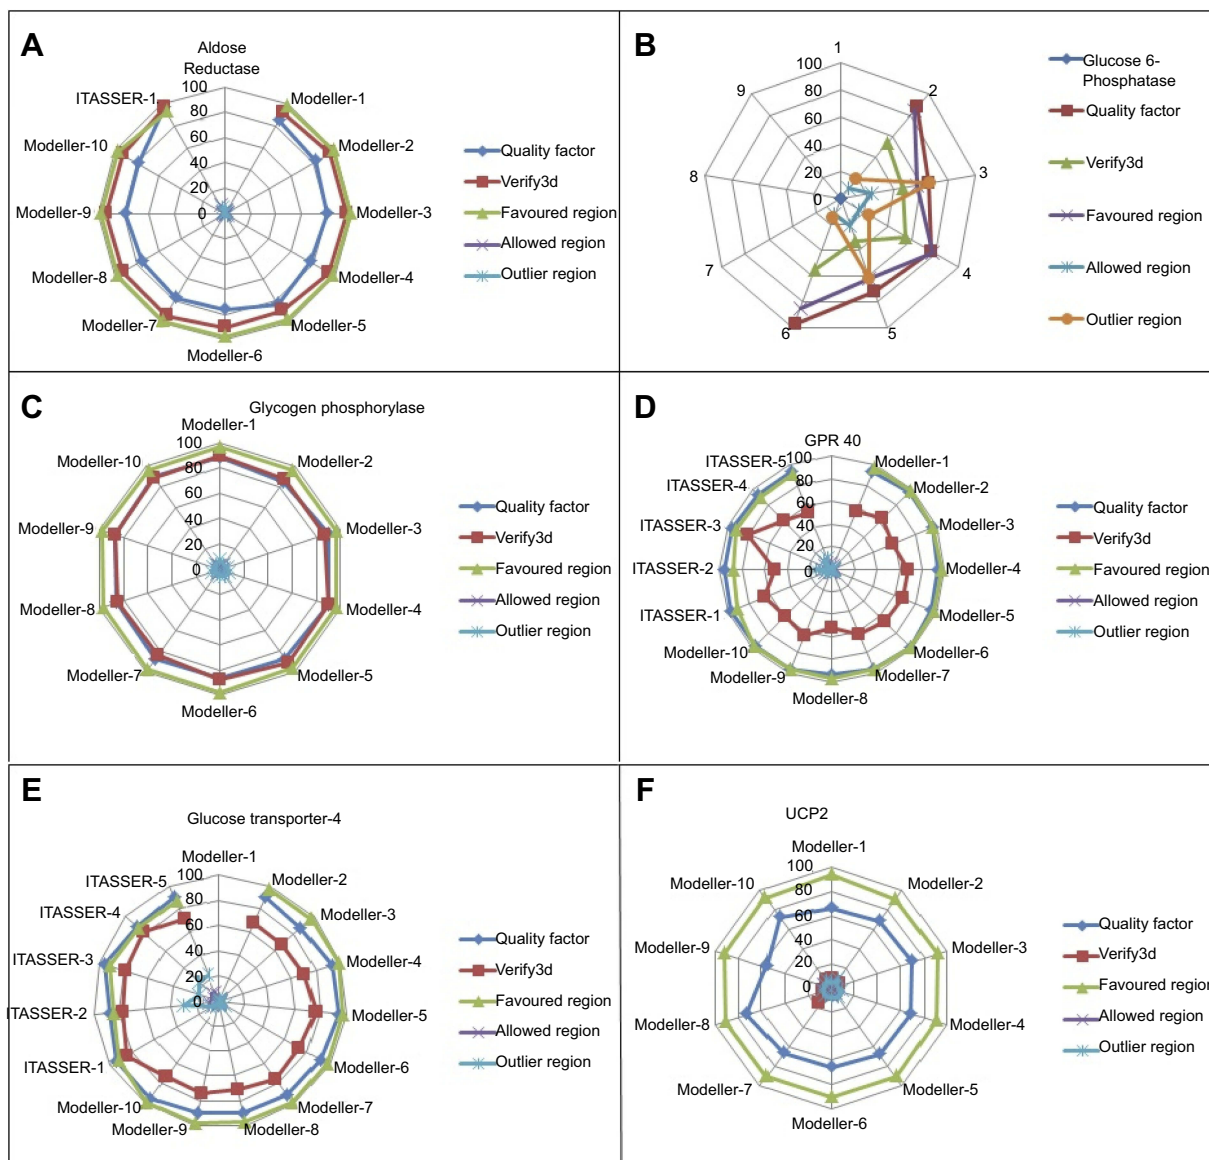 A
Aldose
Reductase
100
80
60
40
20
0
Modeller-1
Modeller-2
Modeller-3
Modeller-4
Modeller-5
Modeller-6
Modeller-7
Modeller-8
Modeller-9
Modeller-10
ITASSER-1
Quality factor
Verify3d
Favoured region
Allowed region
Outlier region
B
100
80
60
40
20
0
1
2
3
4
5
6
7
8
9
Glucose 6-
Phosphatase
Quality factor
Verify3d
Favoured region
Allowed region
Outlier region
C
Glycogen phosphorylase
100
80
60
40
20
0
Modeller-1
Modeller-2
Modeller-3
Modeller-4
Modeller-5
Modeller-6
Modeller-7
Modeller-8
Modeller-9
Modeller-10
Quality factor
Verify3d
Favoured region
Allowed region
Outlier region
D
GPR 40
100
80
60
40
20
0
Modeller-1
Modeller-2
Modeller-3
Modeller-4
Modeller-5
Modeller-6
Modeller-7
Modeller-8
Modeller-9
Modeller-10
ITASSER-1
ITASSER-2
ITASSER-3
ITASSER-4
ITASSER-5
Quality factor
Verify3d
Favoured region
Allowed region
Outlier region
E
Glucose transporter-4
100
80
60
40
20
0
Modeller-1
Modeller-2
Modeller-3
Modeller-4
Modeller-5
Modeller-6
Modeller-7
Modeller-8
Modeller-9
Modeller-10
ITASSER-1
ITASSER-2
ITASSER-3
ITASSER-4
ITASSER-5
Quality factor
Verify3d
Favoured region
Allowed region
Outlier region
F
UCP2
100
80
60
40
20
0
Modeller-1
Modeller-2
Modeller-3
Modeller-4
Modeller-5
Modeller-6
Modeller-7
Modeller-8
Modeller-9
Modeller-10
Quality factor
Verify3d
Favoured region
Allowed region
Outlier region